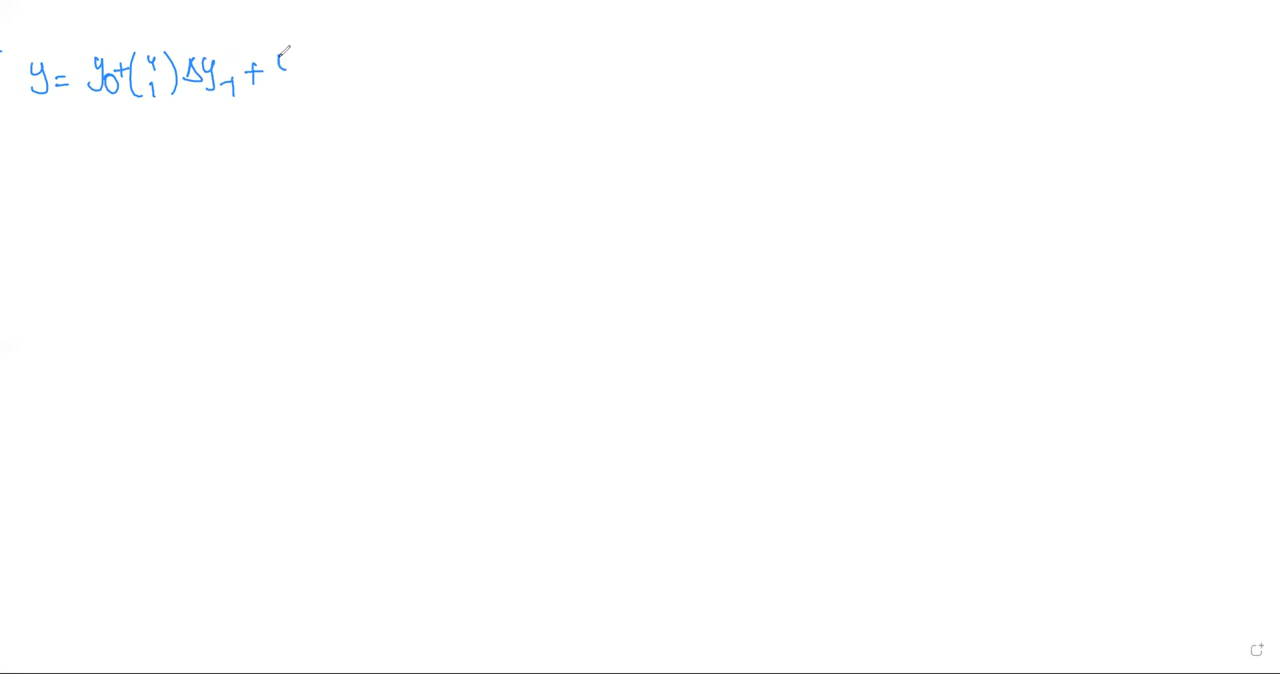 y = y₀ + (u 1) Δy₋₁ + (